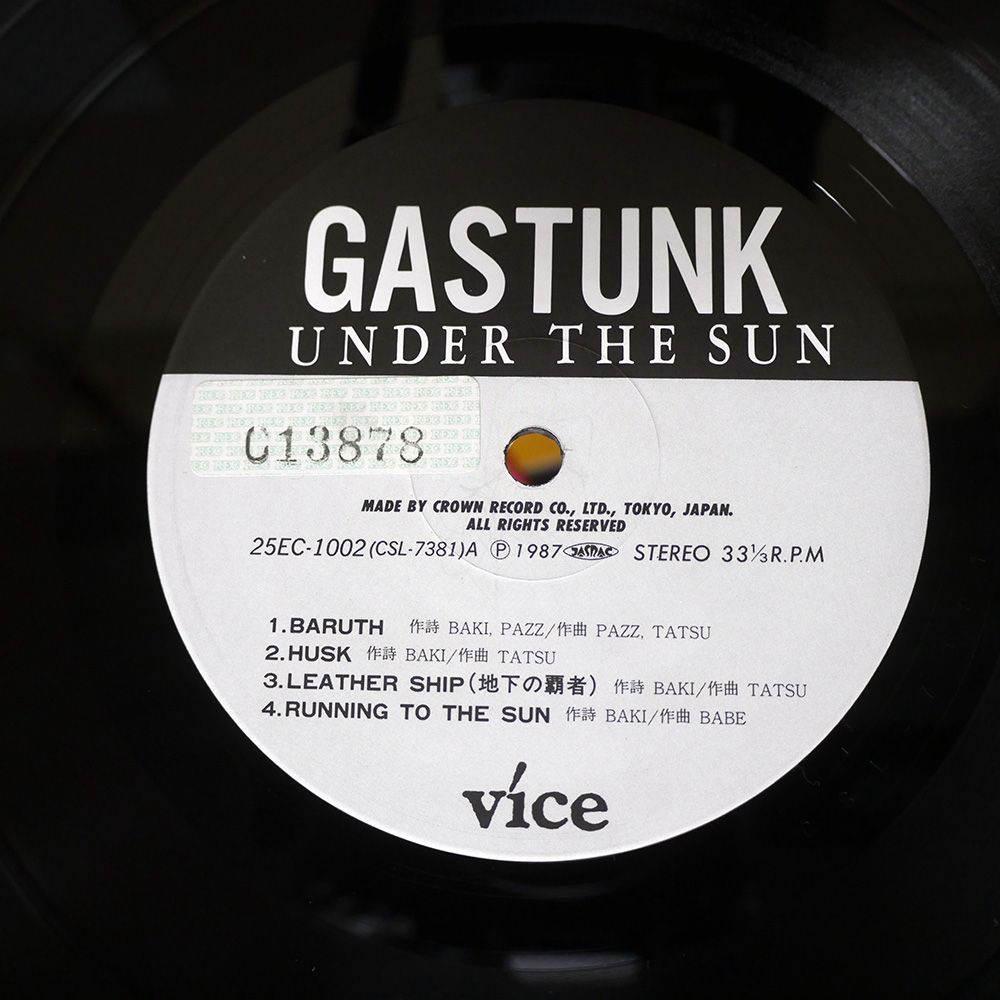 GASTUNK
UNDER THE SUN
C13878
MADE BY CROWN RECORD CO., LTD., TOKYO, JAPAN.
ALL RIGHTS RESERVED
25EC-1002 (CSL-7381)A Ⓟ 1987 JASRAC STEREO 33⅓R.P.M
1.BARUTH 作詩 BAKI, PAZZ/作曲 PAZZ, TATSU
2.HUSK 作詩 BAKI/作曲 TATSU
3.LEATHER SHIP(地下の覇者) 作詩 BAKI/作曲 TATSU
4.RUNNING TO THE SUN 作詩 BAKI/作曲 BABE
více